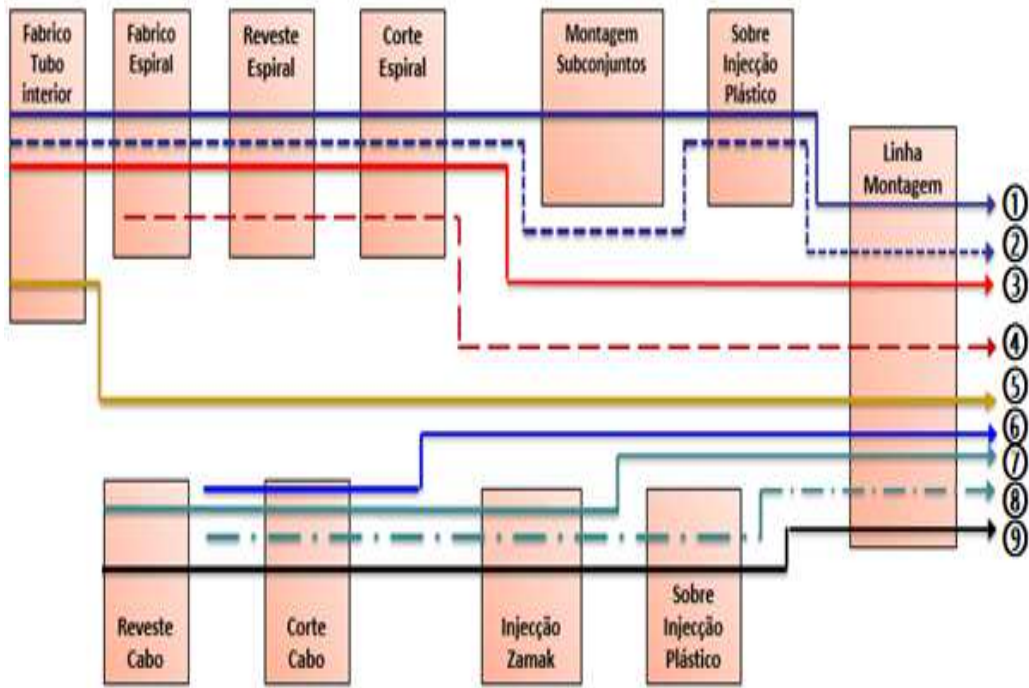 Fabrico
Tubo
interior
Fabrico
Espiral
Reveste
Espiral
Corte
Espiral
Montagem
Subconjuntos
Sobre
Injecção
Plástico
Linha
Montagem
①
②
③
④
⑤
⑥
⑦
⑧
⑨
Reveste
Cabo
Corte
Cabo
Injecção
Zamak
Sobre
Injecção
Plástico